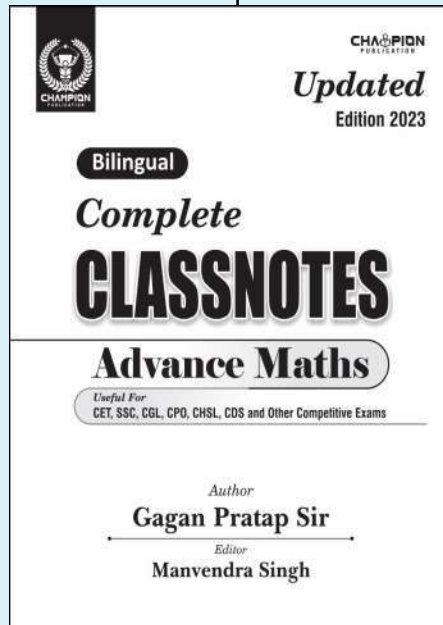 CHAMPION
PUBLICATION
CHAMPION
PUBLICATION
Updated
Edition 2023
Bilingual
Complete
CLASSNOTES
Advance Maths
Useful For
CET, SSC, CGL, CPO, CHSL, CDS and Other Competitive Exams
Author
Gagan Pratap Sir
Editor
Manvendra Singh